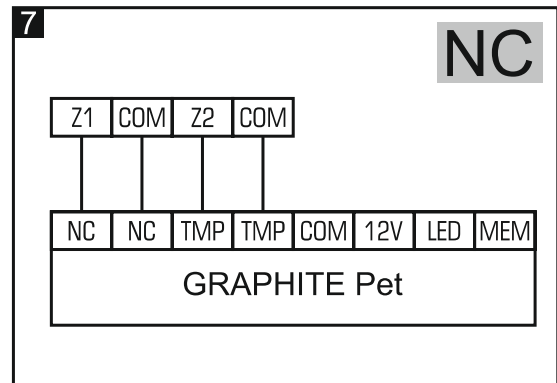 7
NC
Z1 COM Z2 COM
NC NC TMP TMP COM 12V LED MEM
GRAPHITE Pet